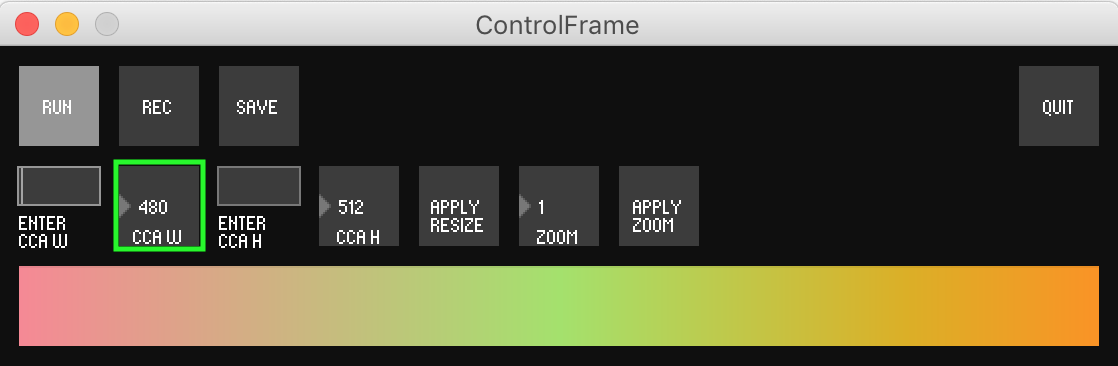 ControlFrame
RUN REC SAVE QUIT
ENTER
CCA W
480
CCA W
ENTER
CCA H
512
CCA H
APPLY
RESIZE
1
ZOOM
APPLY
ZOOM